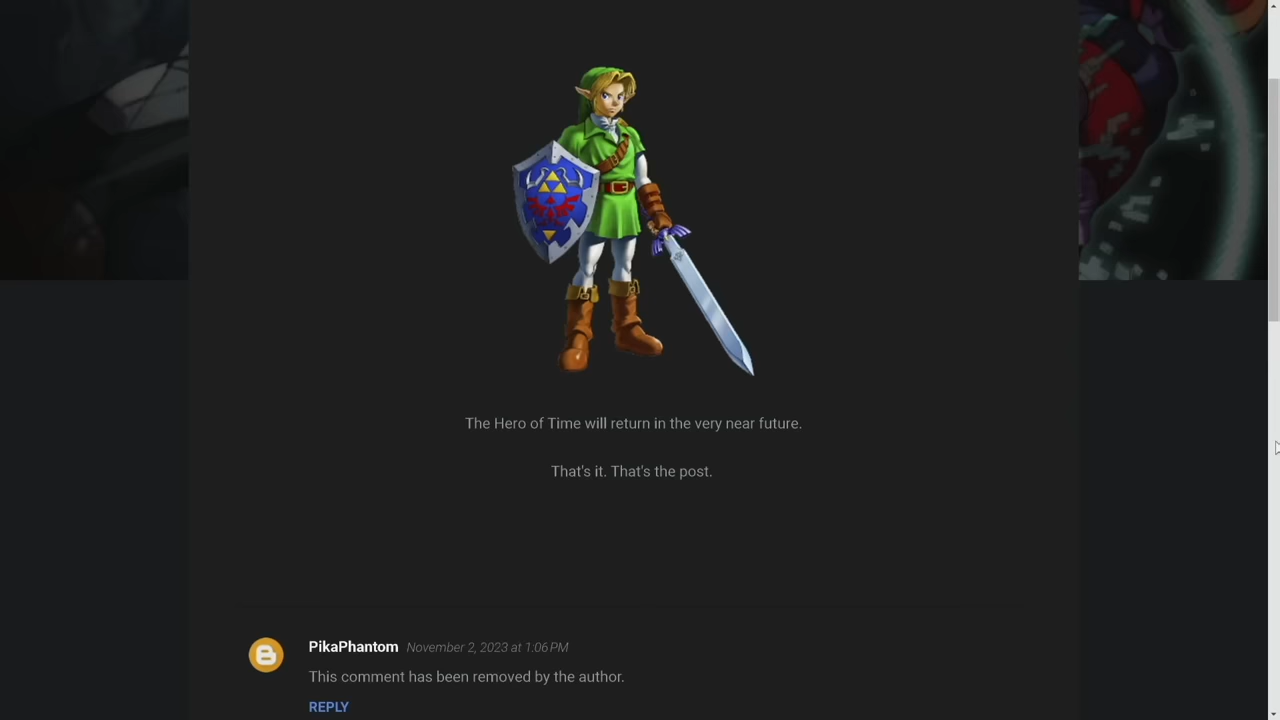 The Hero of Time will return in the very near future.
That's it. That's the post.
PikaPhantom November 2, 2023 at 1:06 PM
This comment has been removed by the author.
REPLY